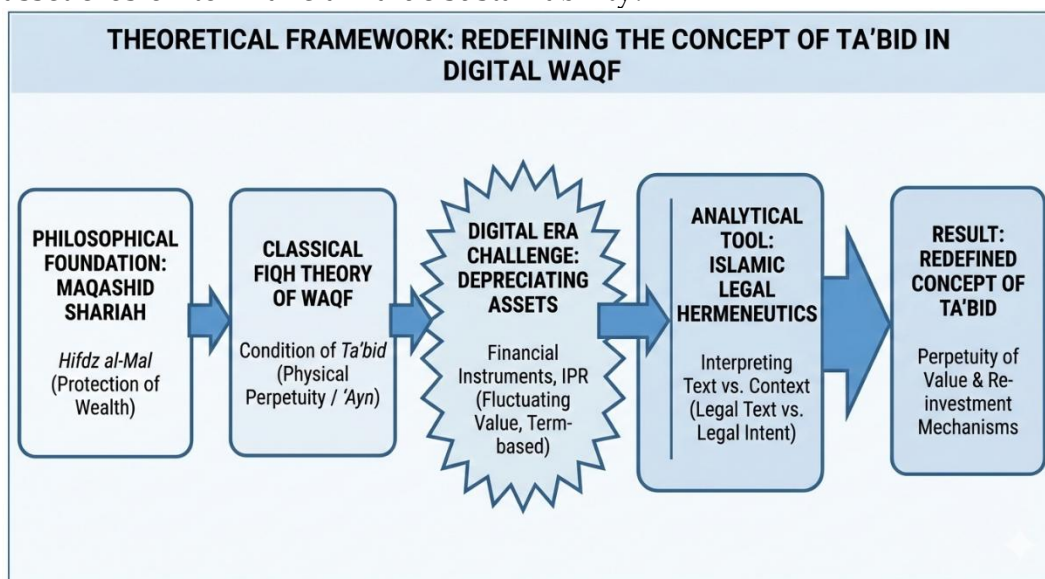 THEORETICAL FRAMEWORK: REDEFINING THE CONCEPT OF TA’BID IN
DIGITAL WAQF
PHILOSOPHICAL
FOUNDATION:
MAQASHID
SHARIAH
Hifdz al-Mal
(Protection of
Wealth)
CLASSICAL
FIQH THEORY
OF WAQF
Condition of Ta’bid
(Physical
Perpetuity / ‘Ayn)
DIGITAL ERA
CHALLENGE:
DEPRECIATING
ASSETS
Financial
Instruments, IPR
(Fluctuating
Value, Term-
based)
ANALYTICAL
TOOL:
ISLAMIC
LEGAL
HERMENEUTICS
Interpreting
Text vs. Context
(Legal Text vs.
Legal Intent)
RESULT:
REDEFINED
CONCEPT OF
TA’BID
Perpetuity of
Value & Re-
investment
Mechanisms